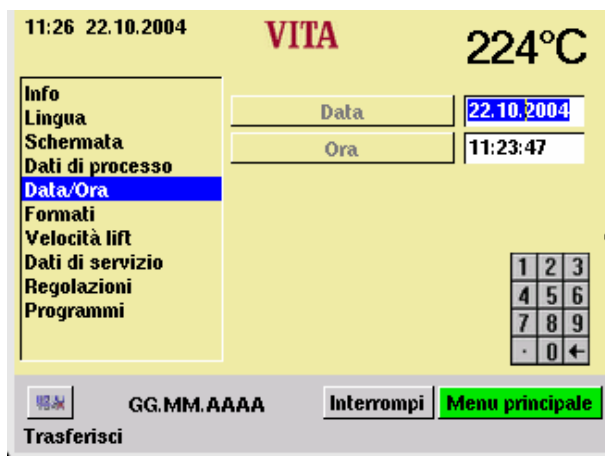 11:26 22.10.2004 VITA 224°C
Info
Lingua
Schermata
Dati di processo
Data/Ora
Formati
Velocità lift
Dati di servizio
Regolazioni
Programmi
Data 22.10.2004
Ora 11:23:47
1 2 3
4 5 6
7 8 9
. 0 ←
GG.MM.AAAA Interrompi Menu principale
Trasferisci